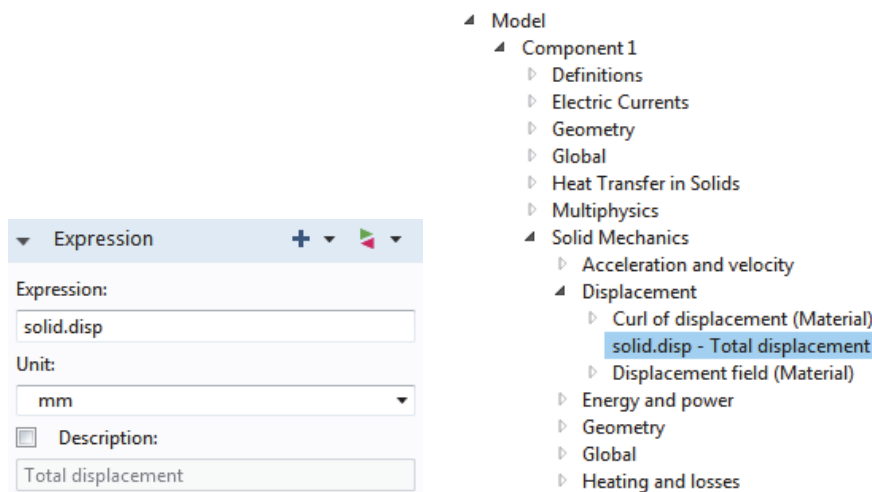 Expression
Expression:
solid.disp
Unit:
mm
Description:
Total displacement
Model
Component 1
Definitions
Electric Currents
Geometry
Global
Heat Transfer in Solids
Multiphysics
Solid Mechanics
Acceleration and velocity
Displacement
Curl of displacement (Material)
solid.disp - Total displacement
Displacement field (Material)
Energy and power
Geometry
Global
Heating and losses